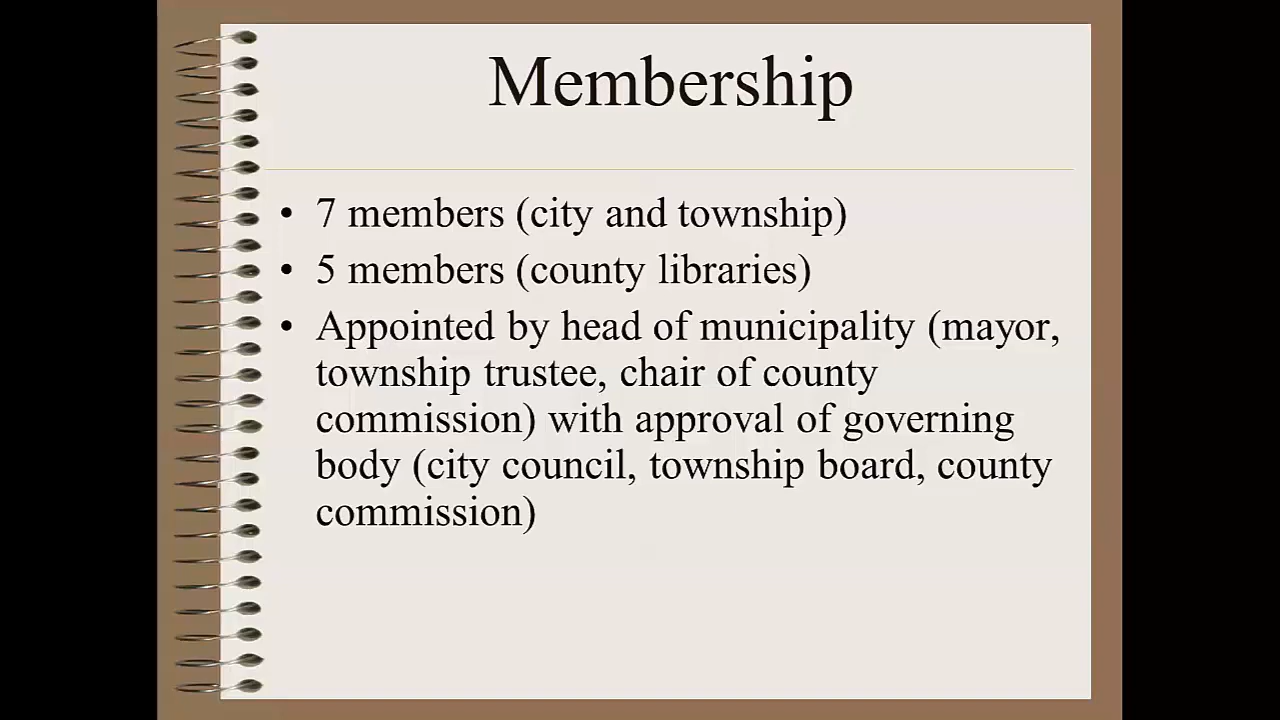 Membership
• 7 members (city and township)
• 5 members (county libraries)
• Appointed by head of municipality (mayor,
township trustee, chair of county
commission) with approval of governing
body (city council, township board, county
commission)